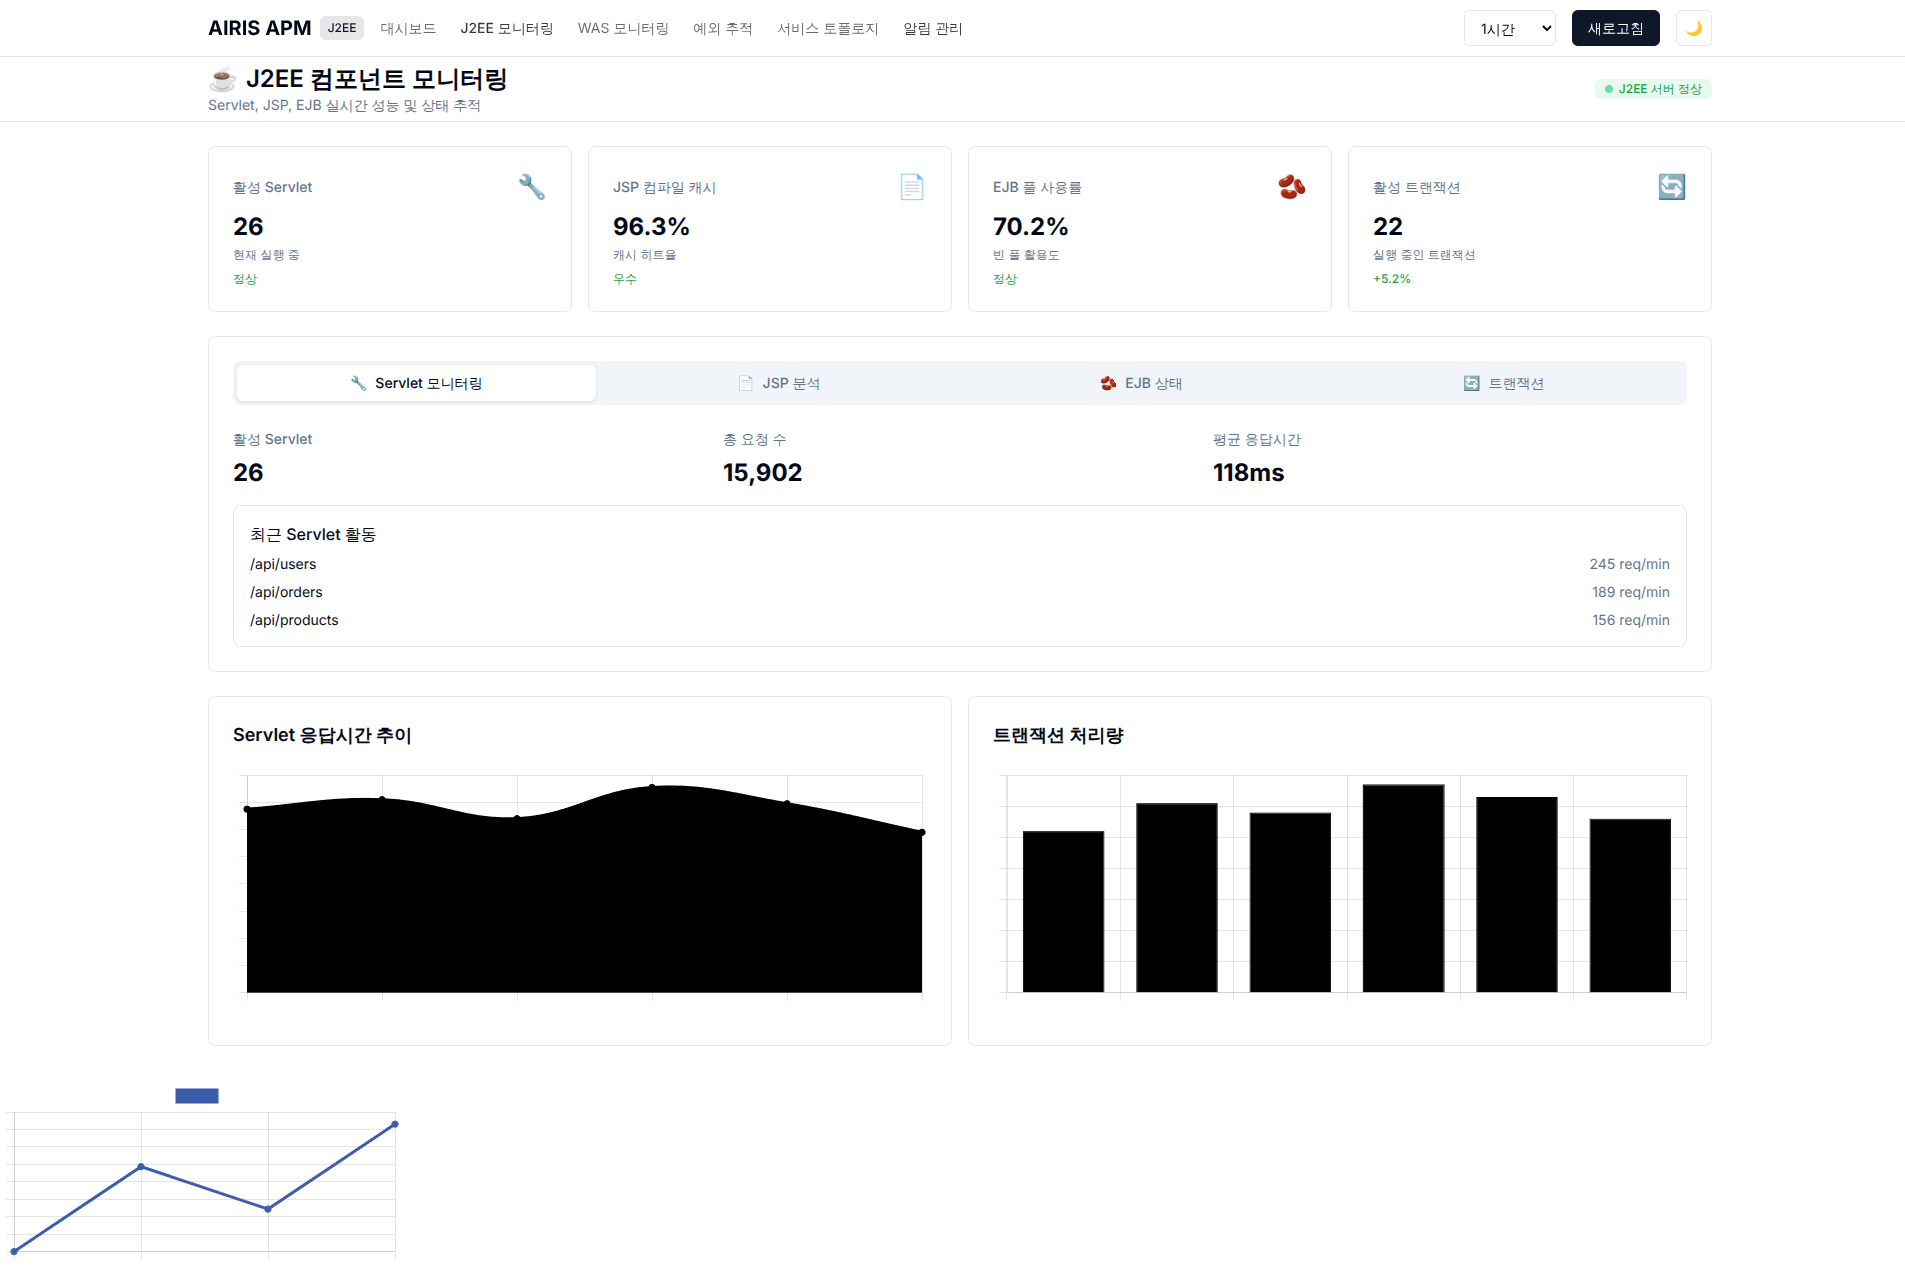 AIRIS APM J2EE 대시보드 J2EE 모니터링 WAS 모니터링 예외 추적 서비스 토폴로지 알림 관리 1시간 새로고침
J2EE 컴포넌트 모니터링
Servlet, JSP, EJB 실시간 성능 및 상태 추적
J2EE 서버 정상
활성 Servlet
26
현재 실행 중
정상
JSP 컴파일 캐시
96.3%
캐시 히트율
우수
EJB 풀 사용률
70.2%
빈 풀 활용도
정상
활성 트랜잭션
22
실행 중인 트랜잭션
+5.2%
Servlet 모니터링 JSP 분석 EJB 상태 트랜잭션
활성 Servlet
26
총 요청 수
15,902
평균 응답시간
118ms
최근 Servlet 활동
/api/users 245 req/min
/api/orders 189 req/min
/api/products 156 req/min
Servlet 응답시간 추이
트랜잭션 처리량